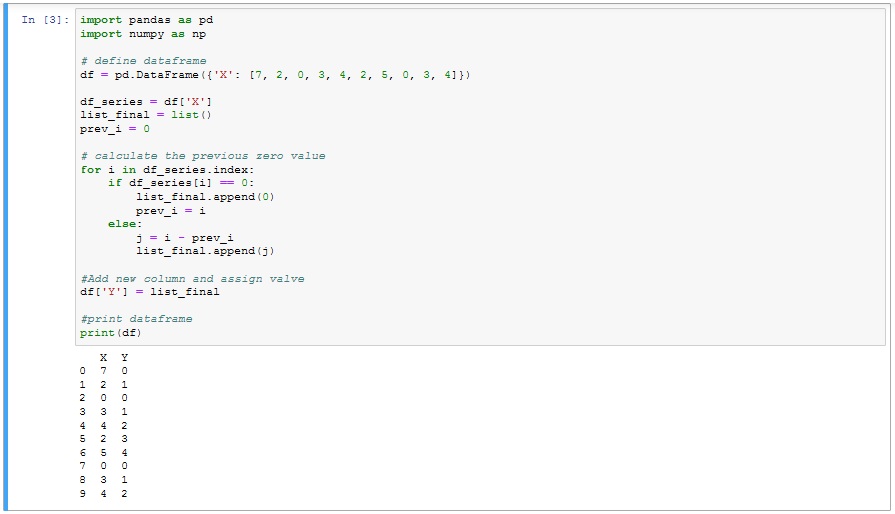 In [3]: import pandas as pd
import numpy as np
# define dataframe
df = pd.DataFrame({'X': [7, 2, 0, 3, 4, 2, 5, 0, 3, 4]})
df_series = df['X']
list_final = list()
prev_i = 0
# calculate the previous zero value
for i in df_series.index:
    if df_series[i] == 0:
        list_final.append(0)
        prev_i = i
    else:
        j = i - prev_i
        list_final.append(j)
#Add new column and assign valve
df['Y'] = list_final
#print dataframe
print(df)
   X  Y
0  7  0
1  2  1
2  0  0
3  3  1
4  4  2
5  2  3
6  5  4
7  0  0
8  3  1
9  4  2